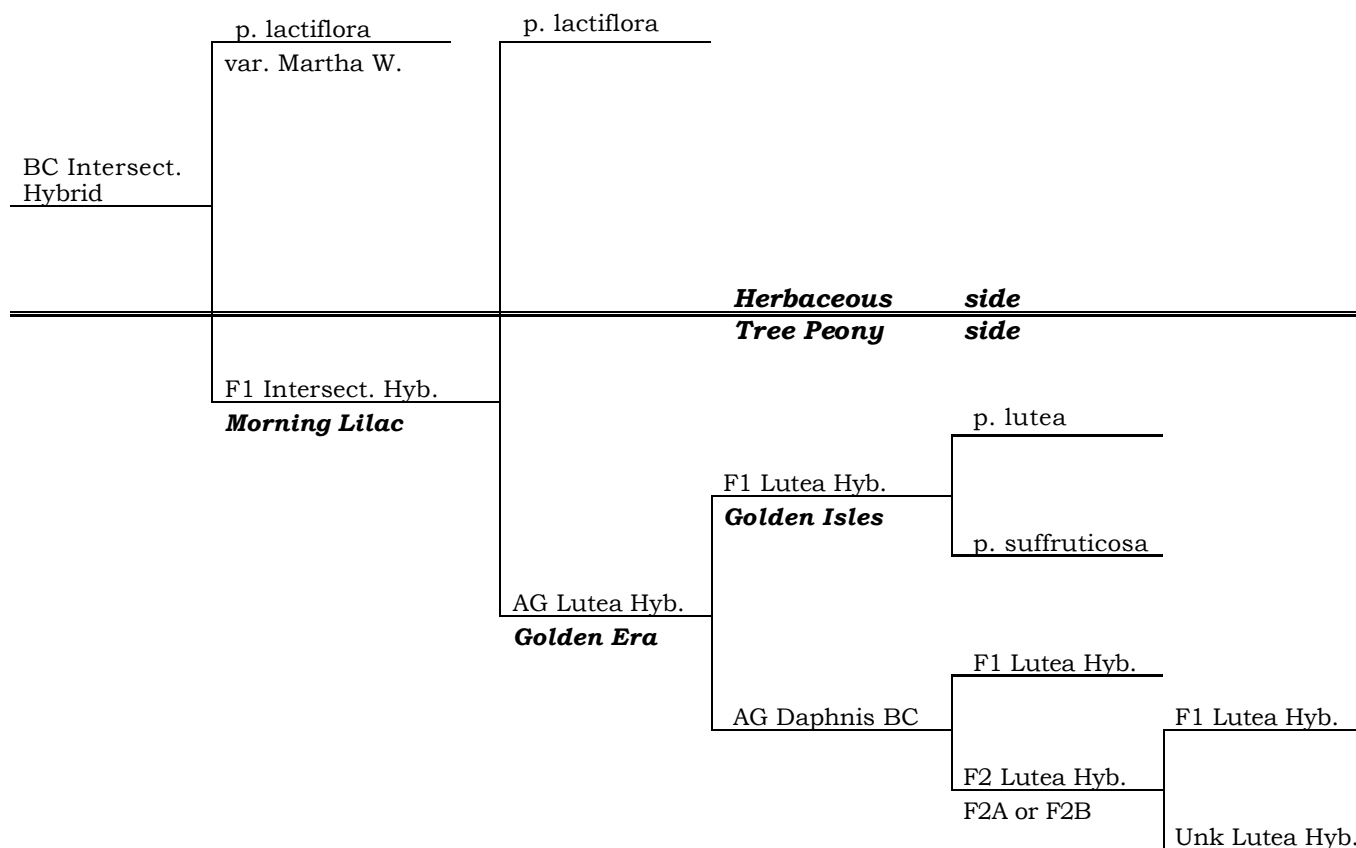 p. lactiflora
var. Martha W.
p. lactiflora
BC Intersect.
Hybrid
Herbaceous side
Tree Peony side
F1 Intersect. Hyb.
Morning Lilac
p. lutea
F1 Lutea Hyb.
Golden Isles
p. suffruticosa
AG Lutea Hyb.
Golden Era
F1 Lutea Hyb.
AG Daphnis BC
F1 Lutea Hyb.
F2 Lutea Hyb.
F2A or F2B
Unk Lutea Hyb.